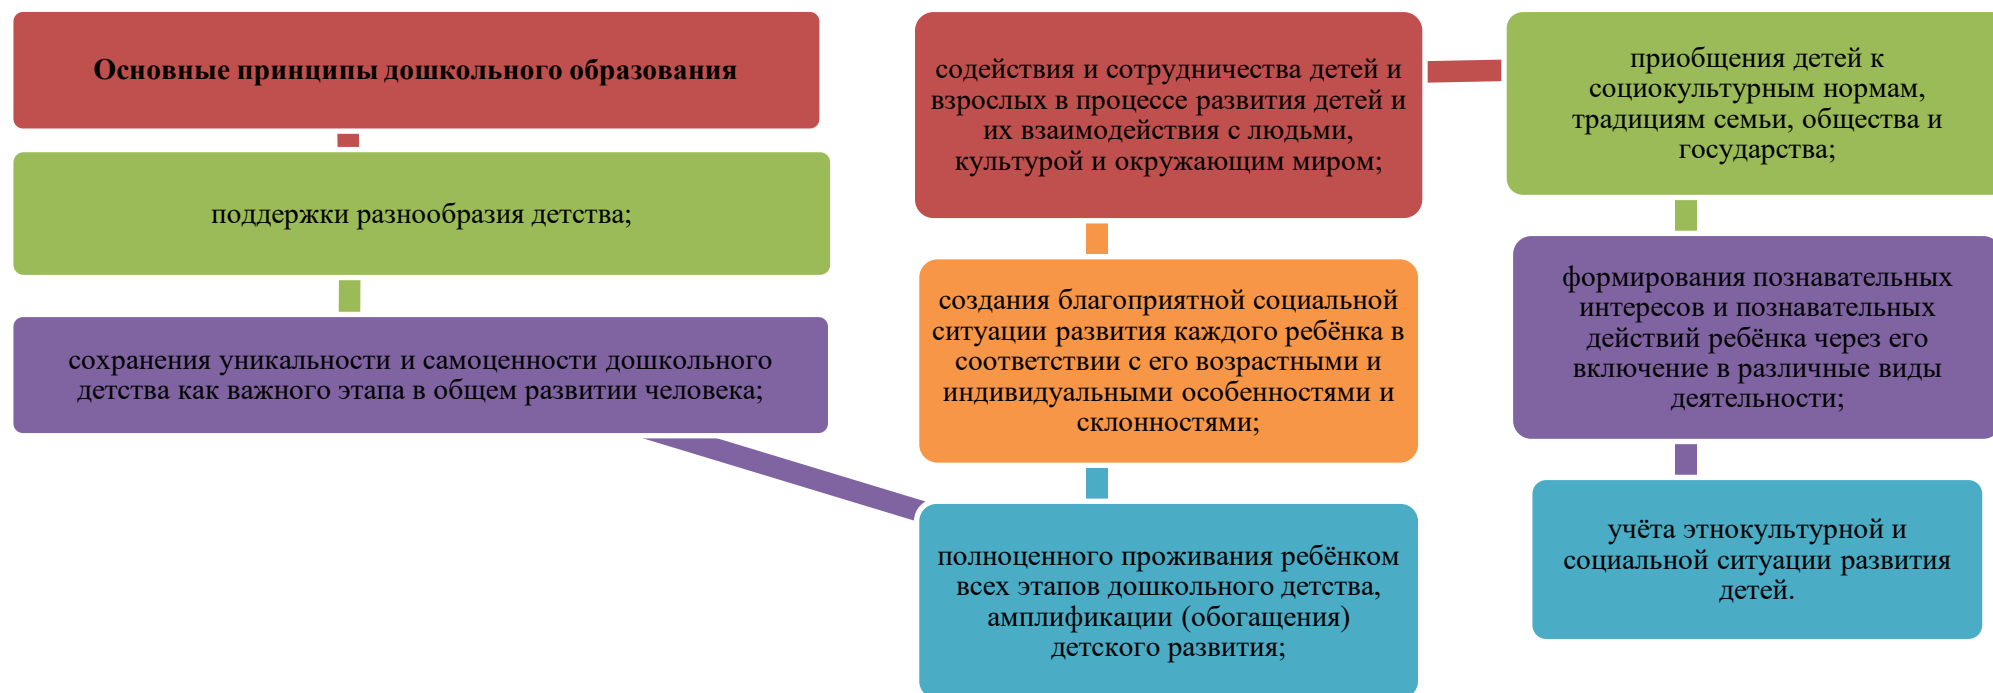 Основные принципы дошкольного образования
поддержки разнообразия детства;
сохранения уникальности и самоценности дошкольного
детства как важного этапа в общем развитии человека;
полноценного проживания ребёнком
всех этапов дошкольного детства,
амплификации (обогащения)
детского развития;
создания благоприятной социальной
ситуации развития каждого ребёнка в
соответствии с его возрастными и
индивидуальными особенностями и
склонностями;
содействия и сотрудничества детей и
взрослых в процессе развития детей и
их взаимодействия с людьми,
культурой и окружающим миром;
приобщения детей к
социокультурным нормам,
традициям семьи, общества и
государства;
формирования познавательных
интересов и познавательных
действий ребёнка через его
включение в различные виды
деятельности;
учёта этнокультурной и
социальной ситуации развития
детей.